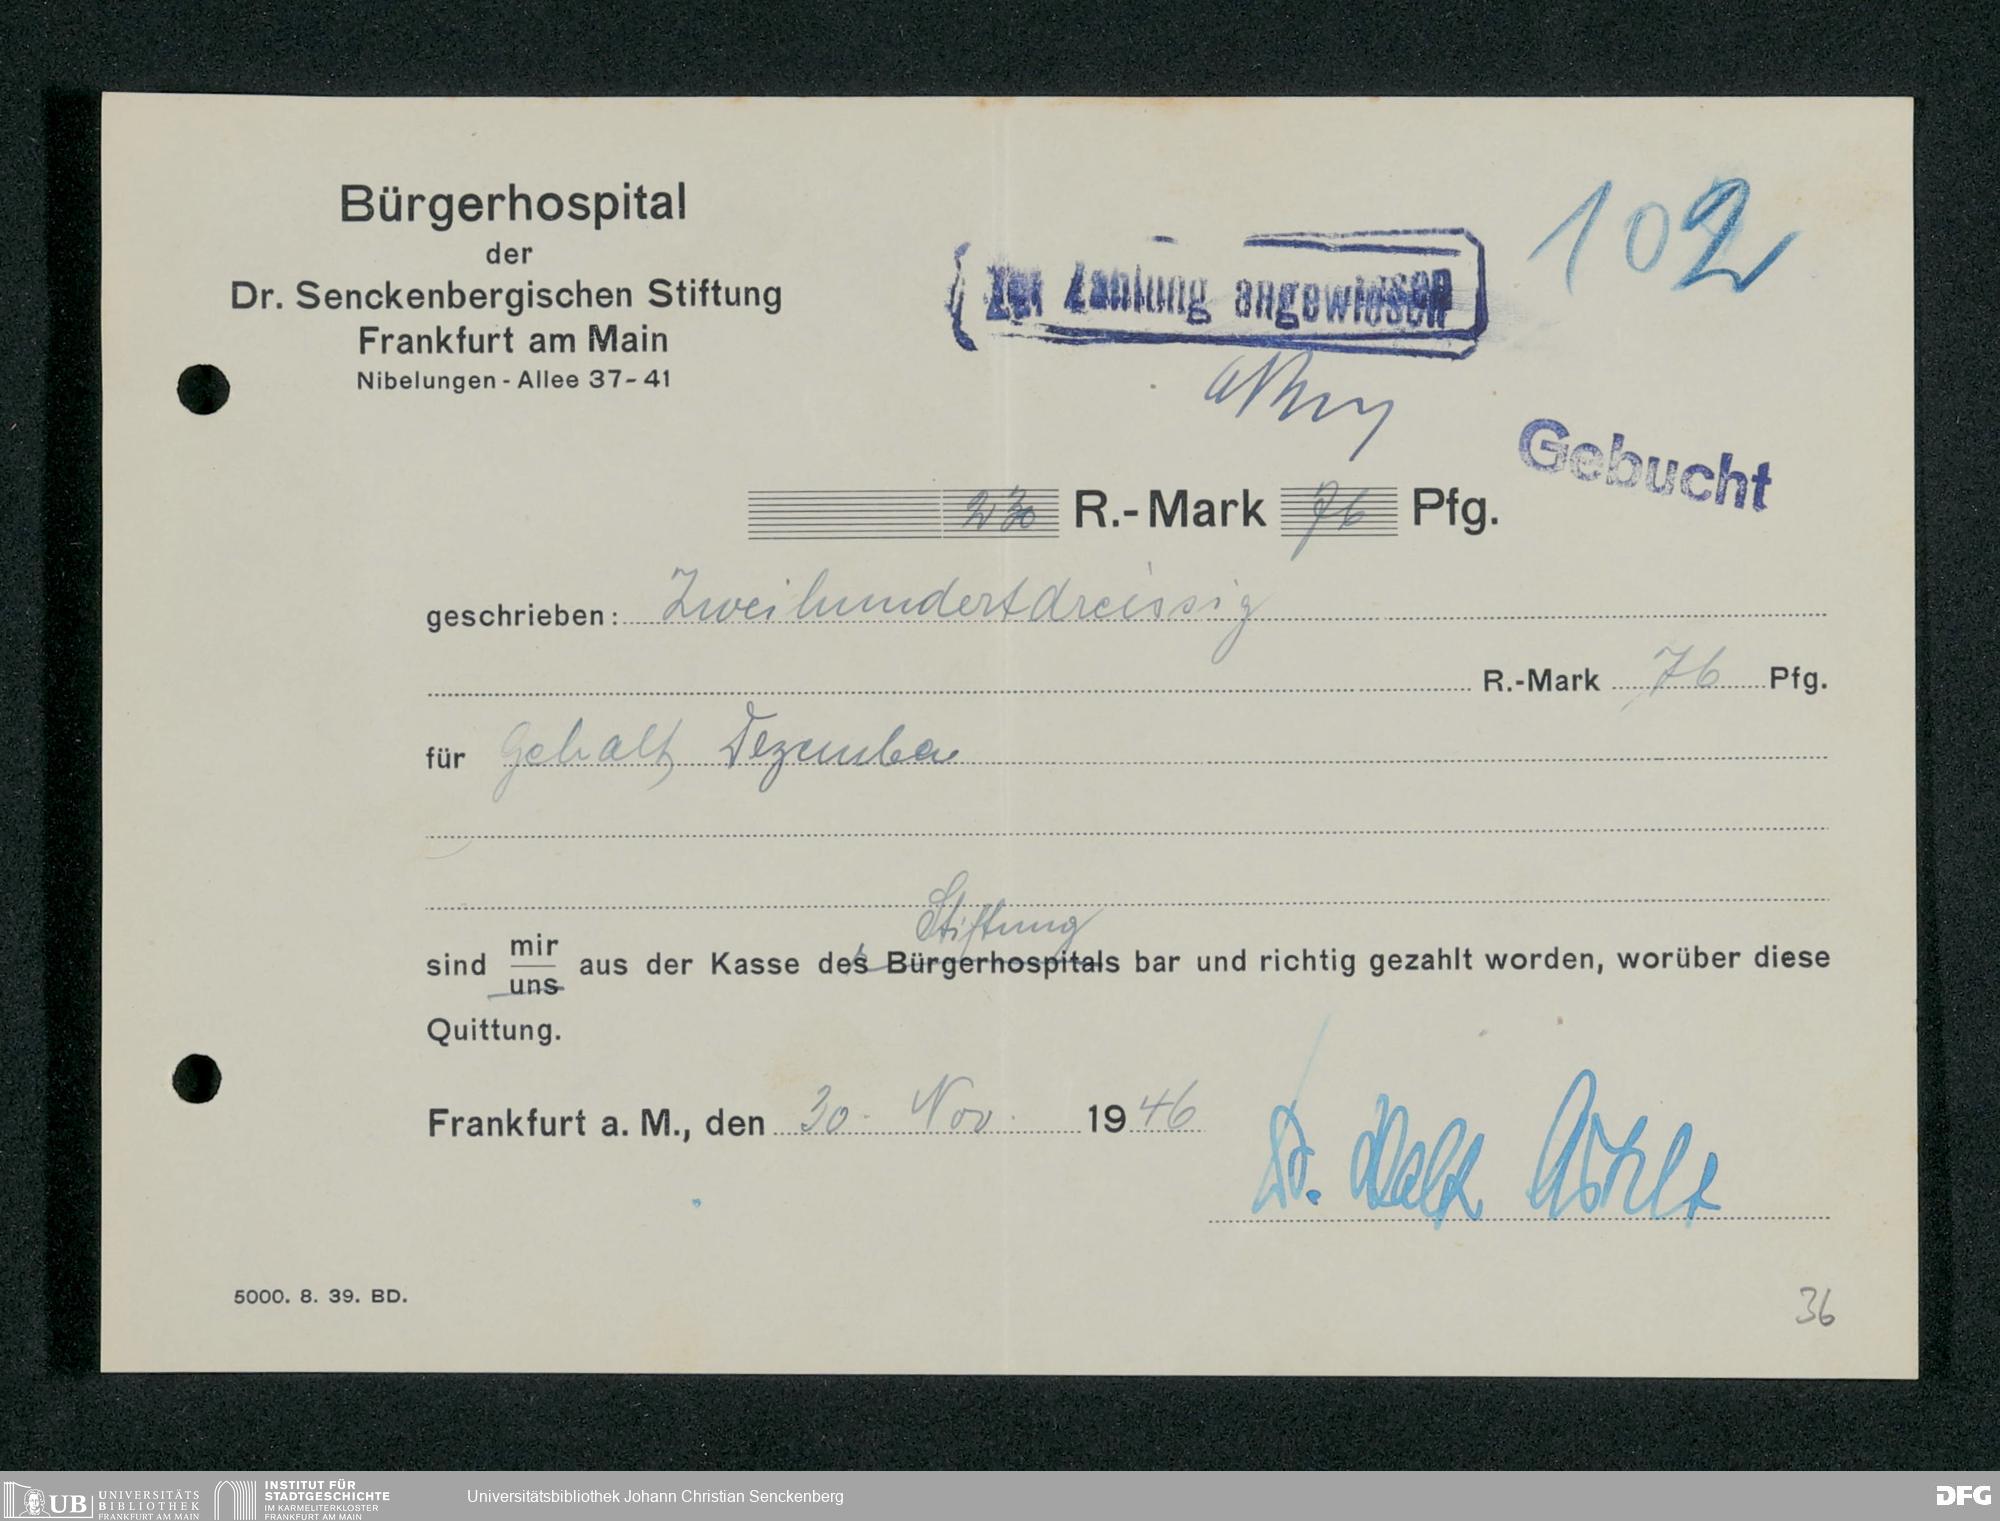 Bürgerhospital
der
Dr. Senckenbergischen Stiftung
Frankfurt am Main
Nibelungen - Allee 37-41
102
Zur Zahlung angewiesen
Gebucht
230 R.-Mark 76 Pfg.
geschrieben: Zweihundertdreissig
R.-Mark 76 Pfg.
für Gehalt Dezember
Stiftung
sind mir/uns aus der Kasse des Bürgerhospitals bar und richtig gezahlt worden, worüber diese
Quittung.
Frankfurt a. M., den 30. Nov. 1946
Dr.
5000. 8. 39. BD.
36
UB UNIVERSITÄTS
BIBLIOTHEK
FRANKFURT AM MAIN
INSTITUT FÜR
STADTGESCHICHTE
IM KARMELITERKLOSTER
FRANKFURT AM MAIN
Universitätsbibliothek Johann Christian Senckenberg
DFG